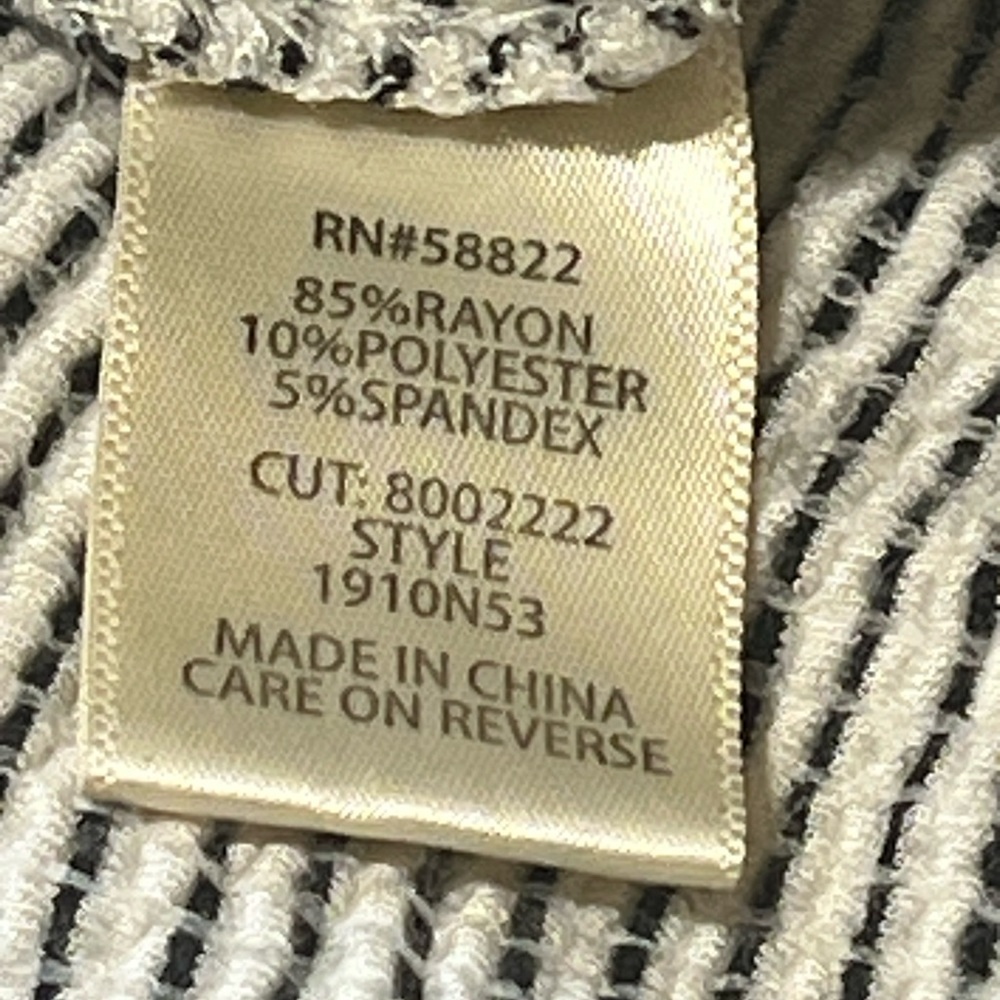 RN#58822
85%RAYON
10%POLYESTER
5%SPANDEX
CUT: 8002222
STYLE
1910N53
MADE IN CHINA
CARE ON REVERSE